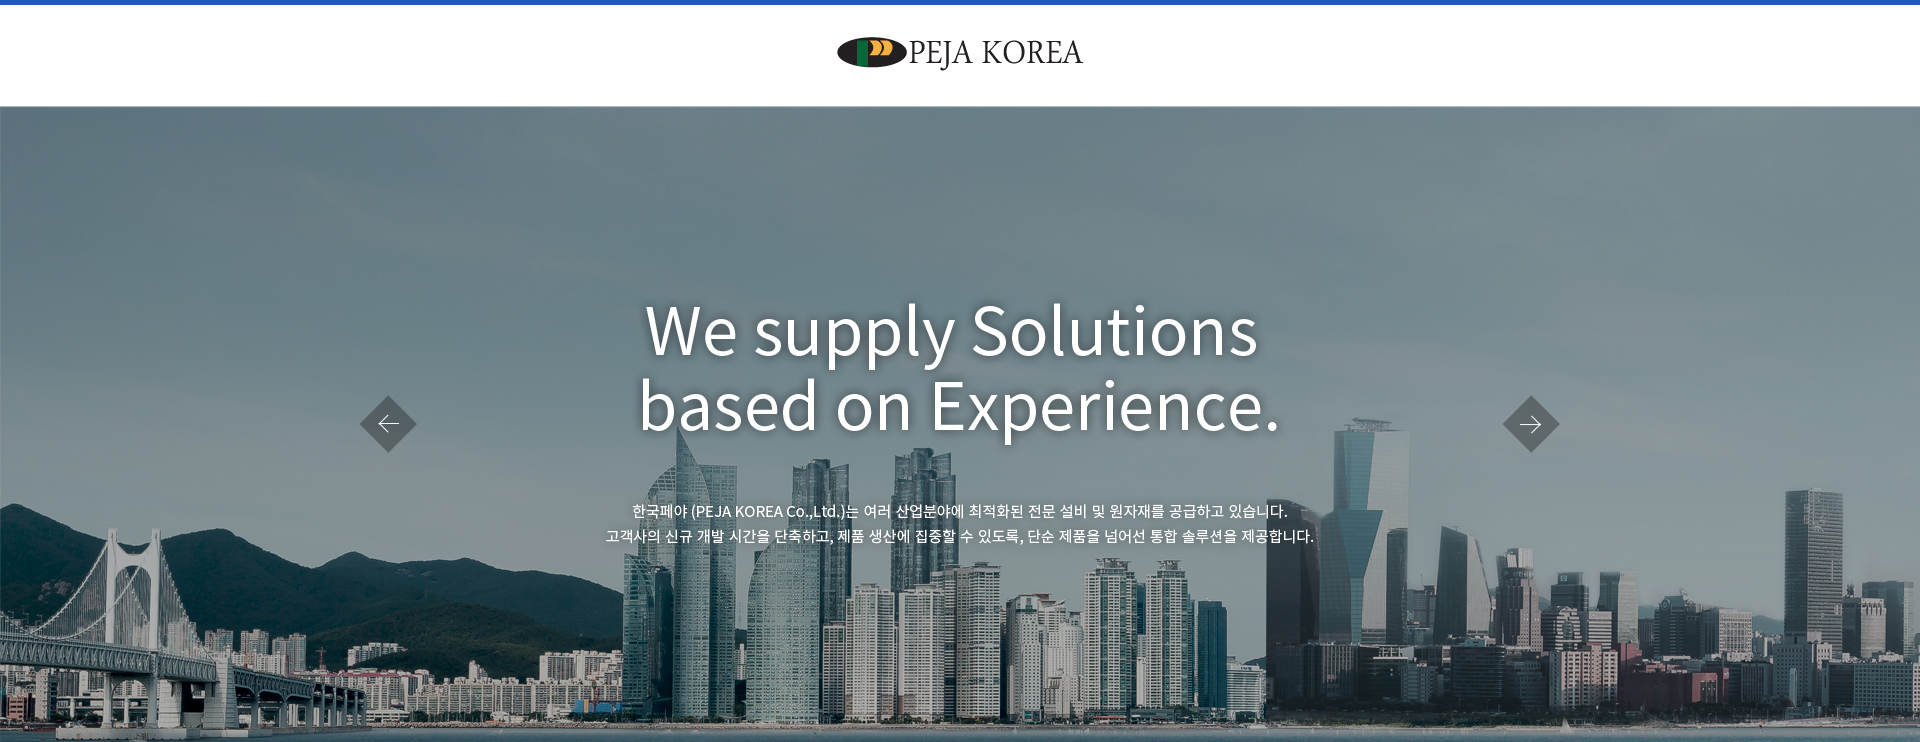 PEJA KOREA
We supply Solutions
based on Experience.
한국페야 (PEJA KOREA Co.,Ltd.)는 여러 산업분야에 최적화된 전문 설비 및 원자재를 공급하고 있습니다.
고객사의 신규 개발 시간을 단축하고, 제품 생산에 집중할 수 있도록, 단순 제품을 넘어선 통합 솔루션을 제공합니다.